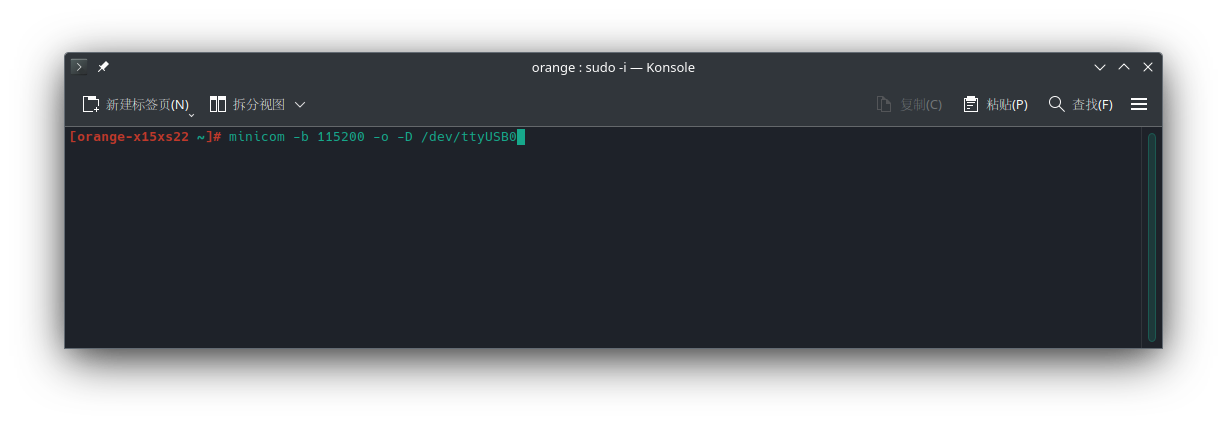 orange : sudo -i — Konsole
新建标签页(N) 拆分视图 复制(C) 粘贴(P) 查找(F)
[orange-x15xs22 ~]# minicom -b 115200 -o -D /dev/ttyUSB0